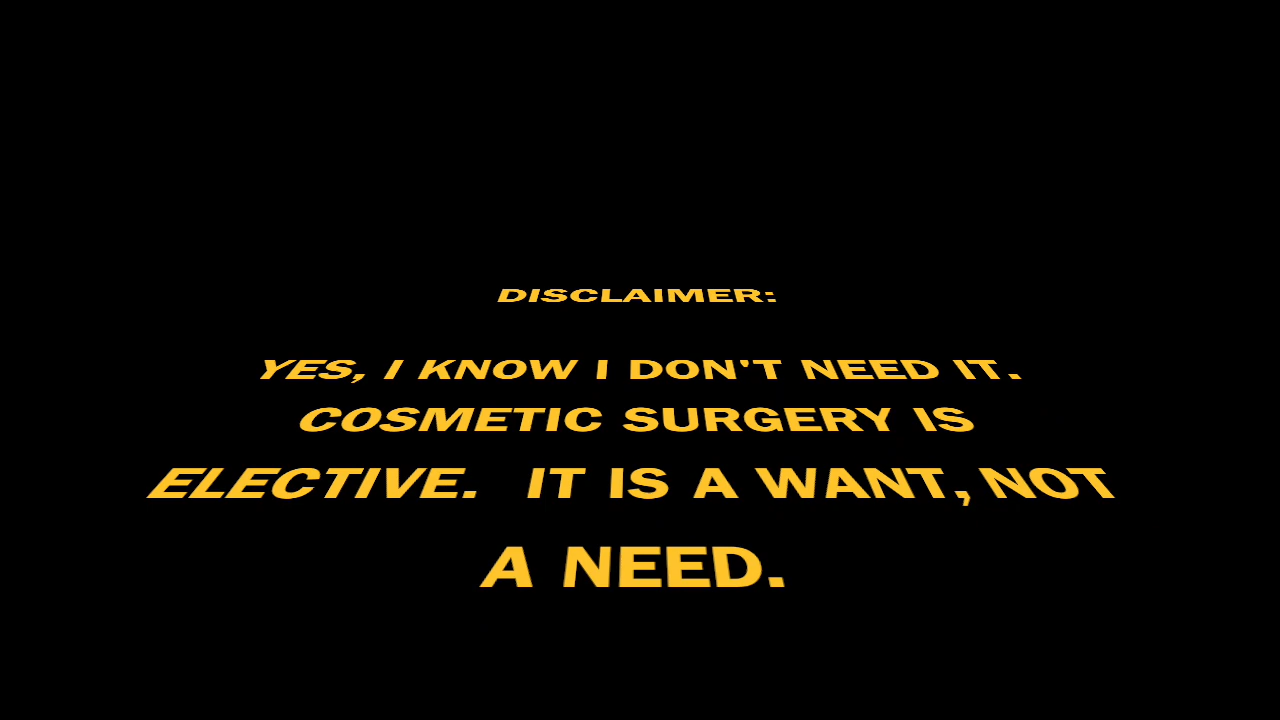 DISCLAIMER:
YES, I KNOW I DON'T NEED IT.
COSMETIC SURGERY IS
ELECTIVE.  IT IS A WANT, NOT
A NEED.